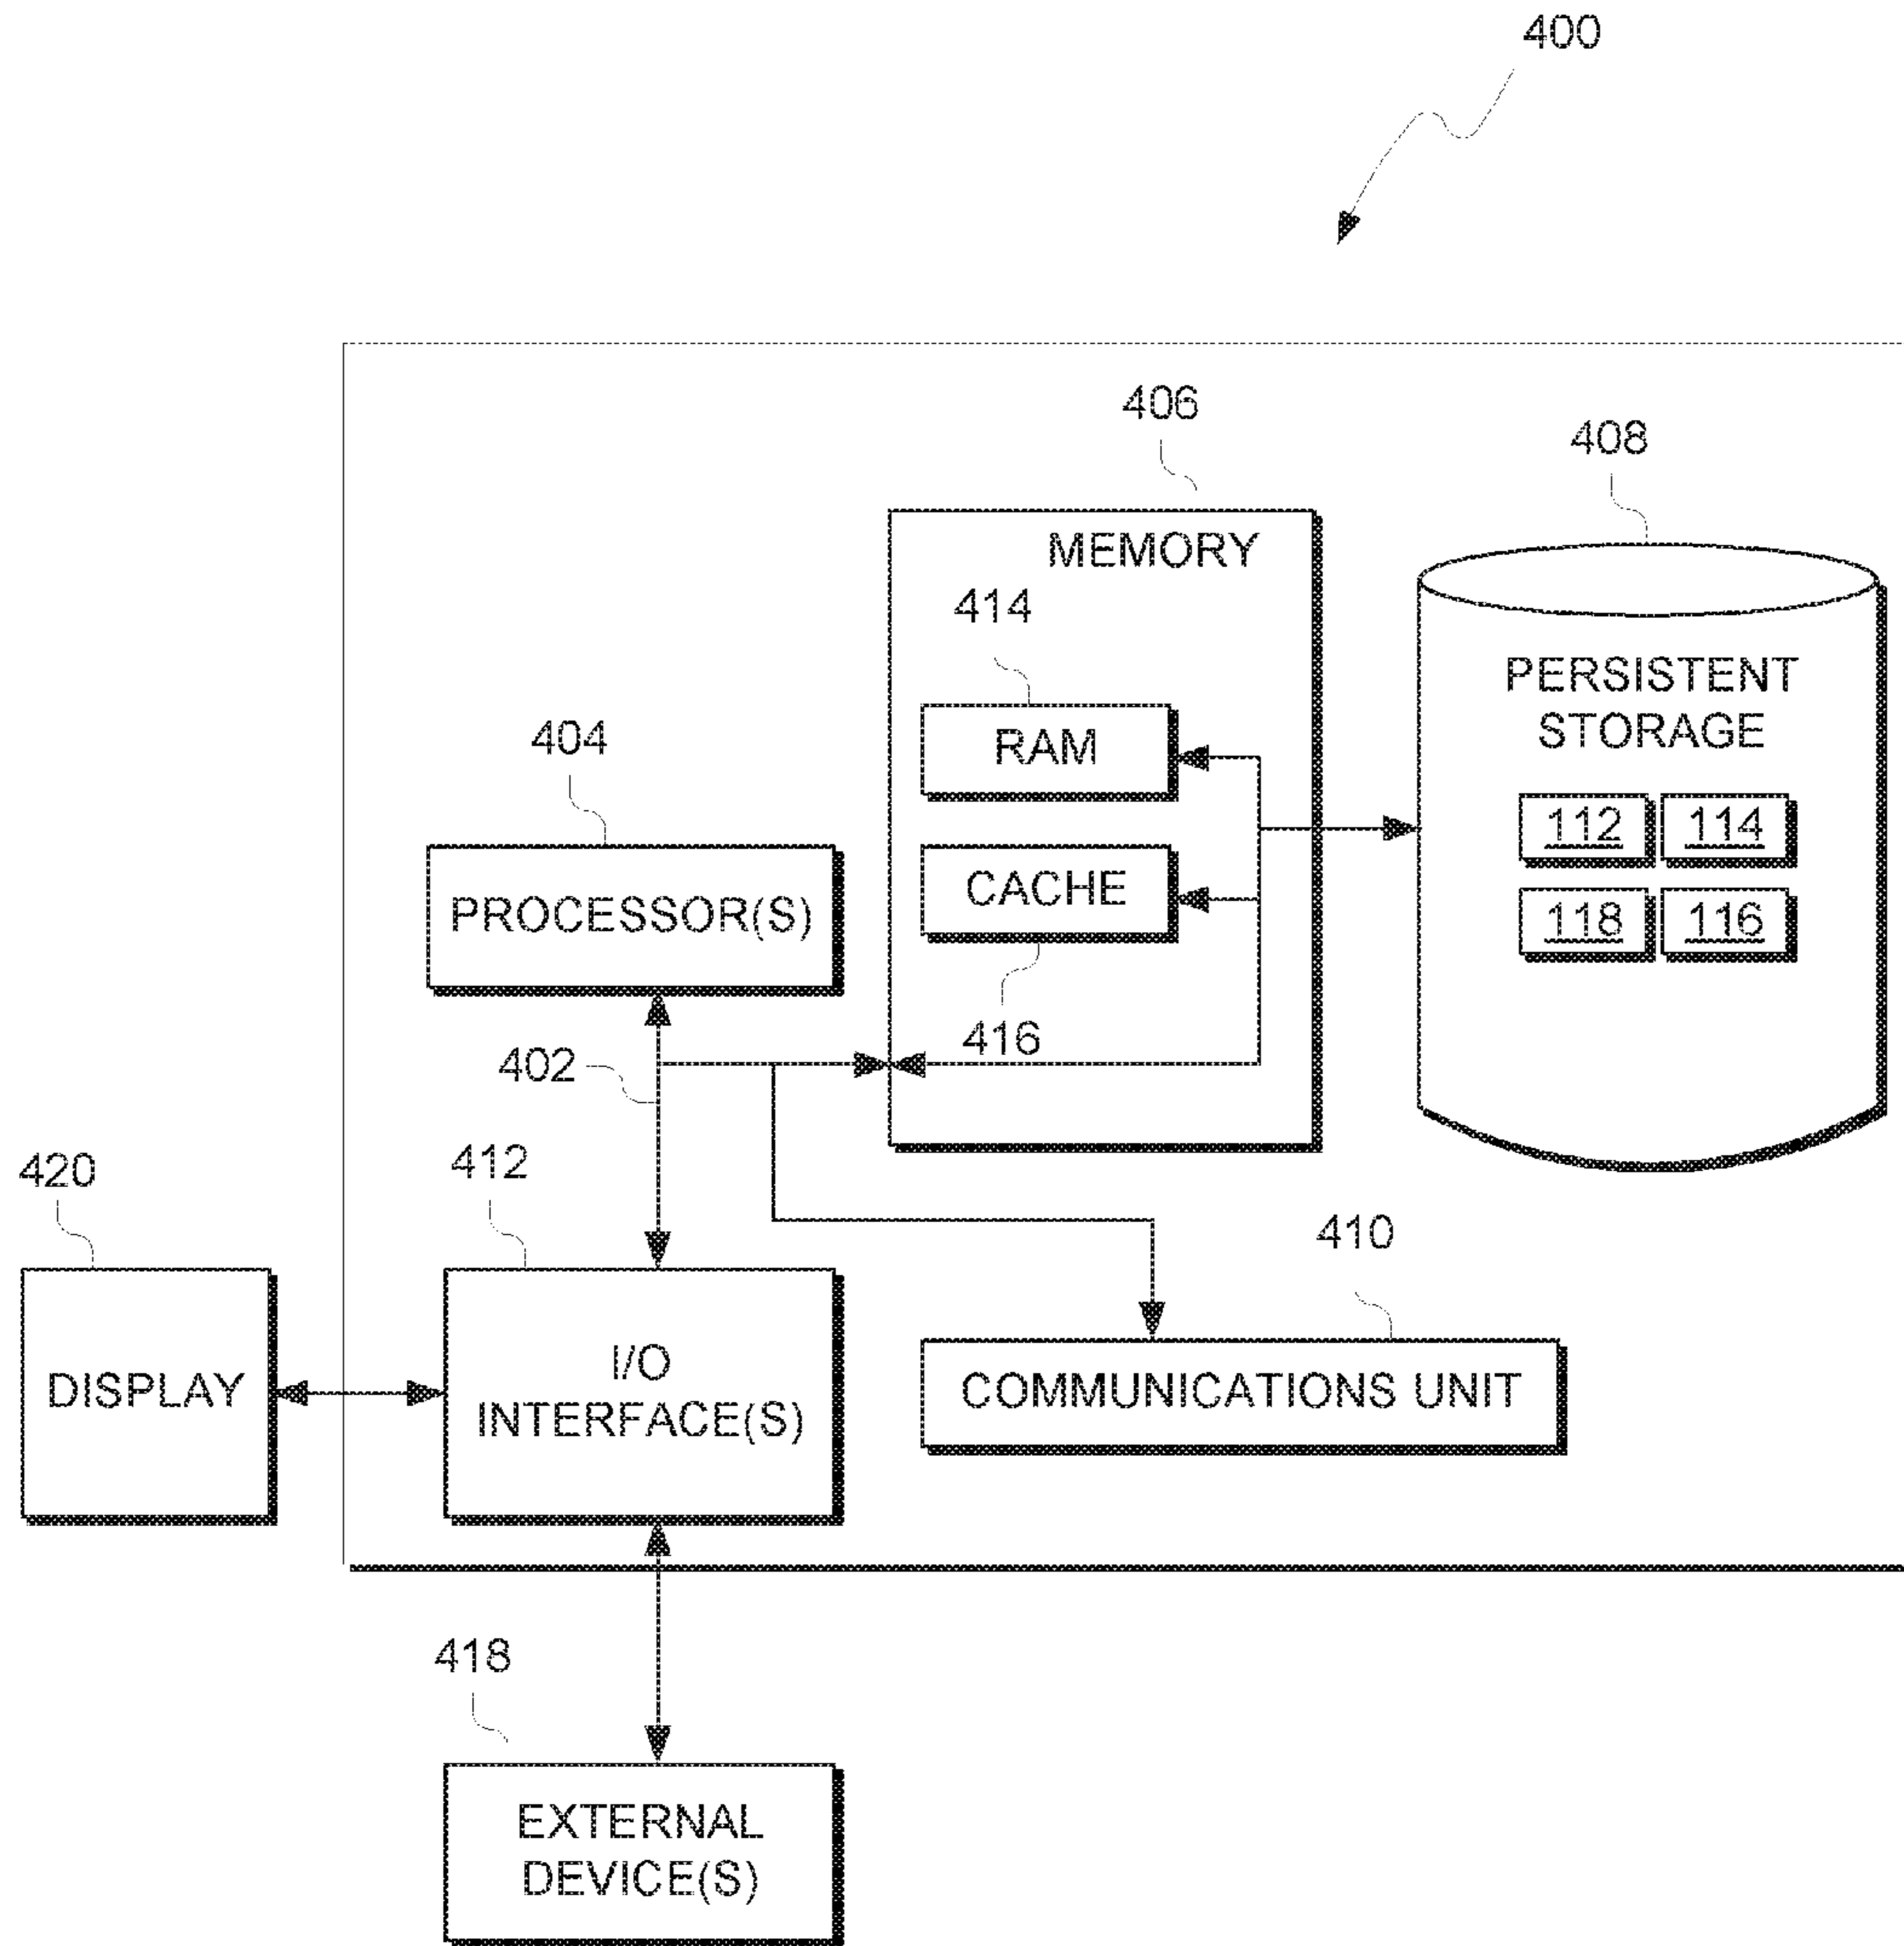 400
406
408
MEMORY
414
PERSISTENT
STORAGE
RAM
404
112 114
CACHE
PROCESSOR(S)
118 116
416
402
420
412
410
DISPLAY
I/O
INTERFACE(S)
COMMUNICATIONS UNIT
418
EXTERNAL
DEVICE(S)